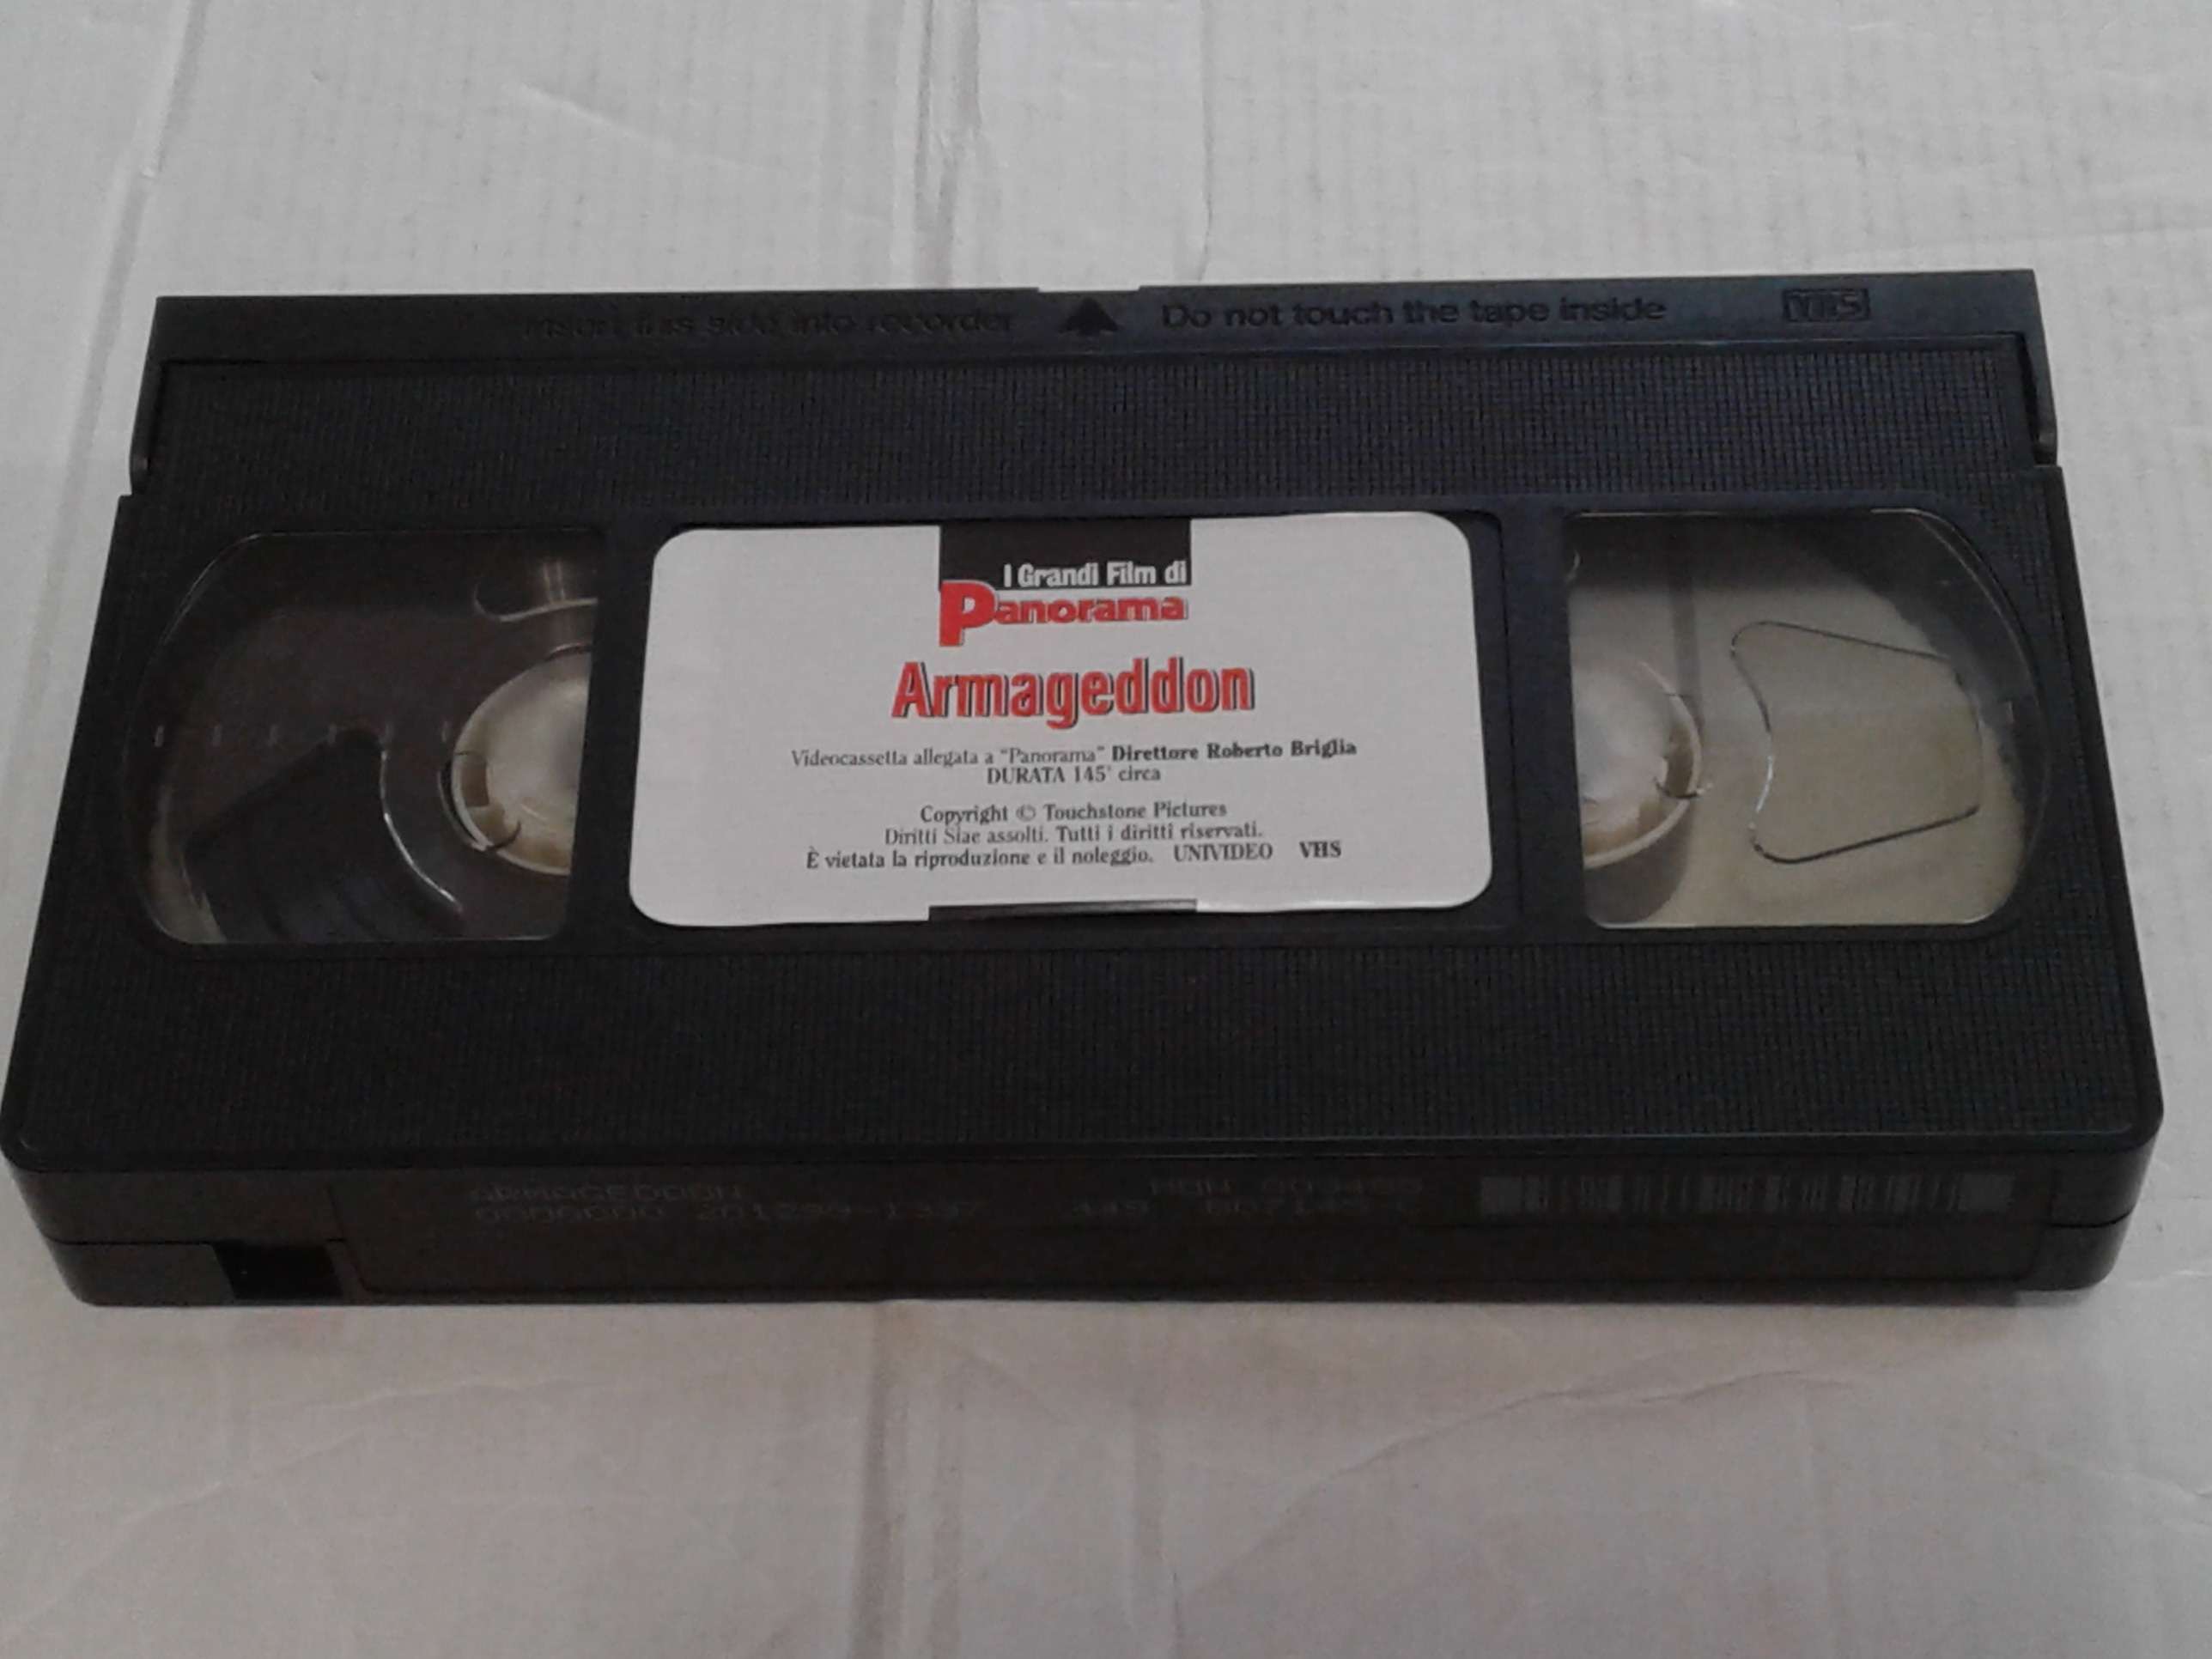 Insert this side into recorder Do not touch the tape inside VHS
I Grandi Film di
Panorama
Armageddon
Videocassetta allegata a "Panorama" Direttore Roberto Briglia
DURATA 145' circa
Copyright © Touchstone Pictures
Diritti Siae assolti. Tutti i diritti riservati.
È vietata la riproduzione e il noleggio. UNIVIDEO VHS
ARMAGEDDON